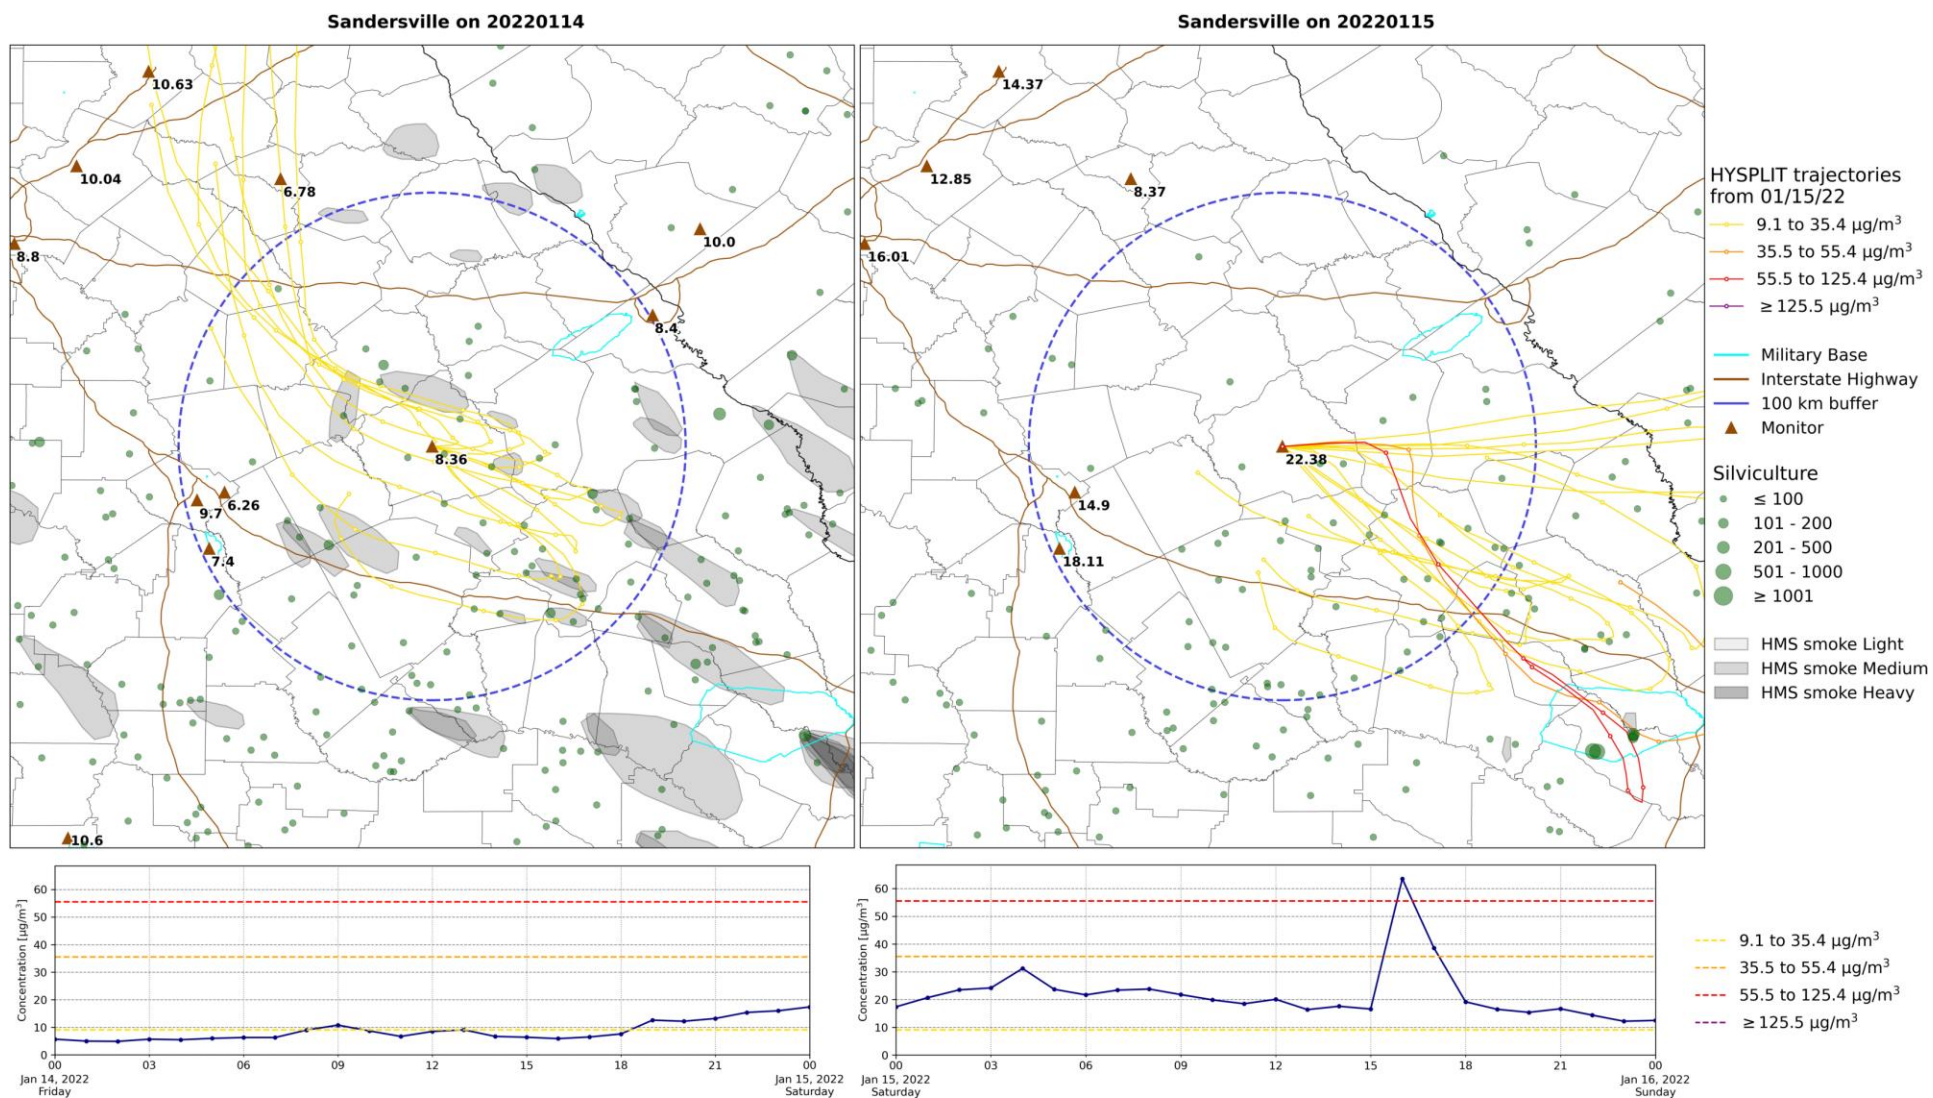 Sandersville on 20220114
10.63
10.04
6.78
8.8
10.0
8.4
8.36
9.7
6.26
7.4
10.6
Concentration [µg/m³]
60
50
40
30
20
10
0
00
03
06
09
12
15
18
21
00
Jan 14, 2022
Friday
Jan 15, 2022
Saturday
Sandersville on 20220115
14.37
12.85
8.37
16.01
22.38
14.9
18.11
Concentration [µg/m³]
60
50
40
30
20
10
0
00
03
06
09
12
15
18
21
00
Jan 15, 2022
Saturday
Jan 16, 2022
Sunday
HYSPLIT trajectories
from 01/15/22
9.1 to 35.4 µg/m³
35.5 to 55.4 µg/m³
55.5 to 125.4 µg/m³
≥ 125.5 µg/m³
Military Base
Interstate Highway
100 km buffer
Monitor
Silviculture
≤ 100
101 - 200
201 - 500
501 - 1000
≥ 1001
HMS smoke Light
HMS smoke Medium
HMS smoke Heavy
9.1 to 35.4 µg/m³
35.5 to 55.4 µg/m³
55.5 to 125.4 µg/m³
≥ 125.5 µg/m³